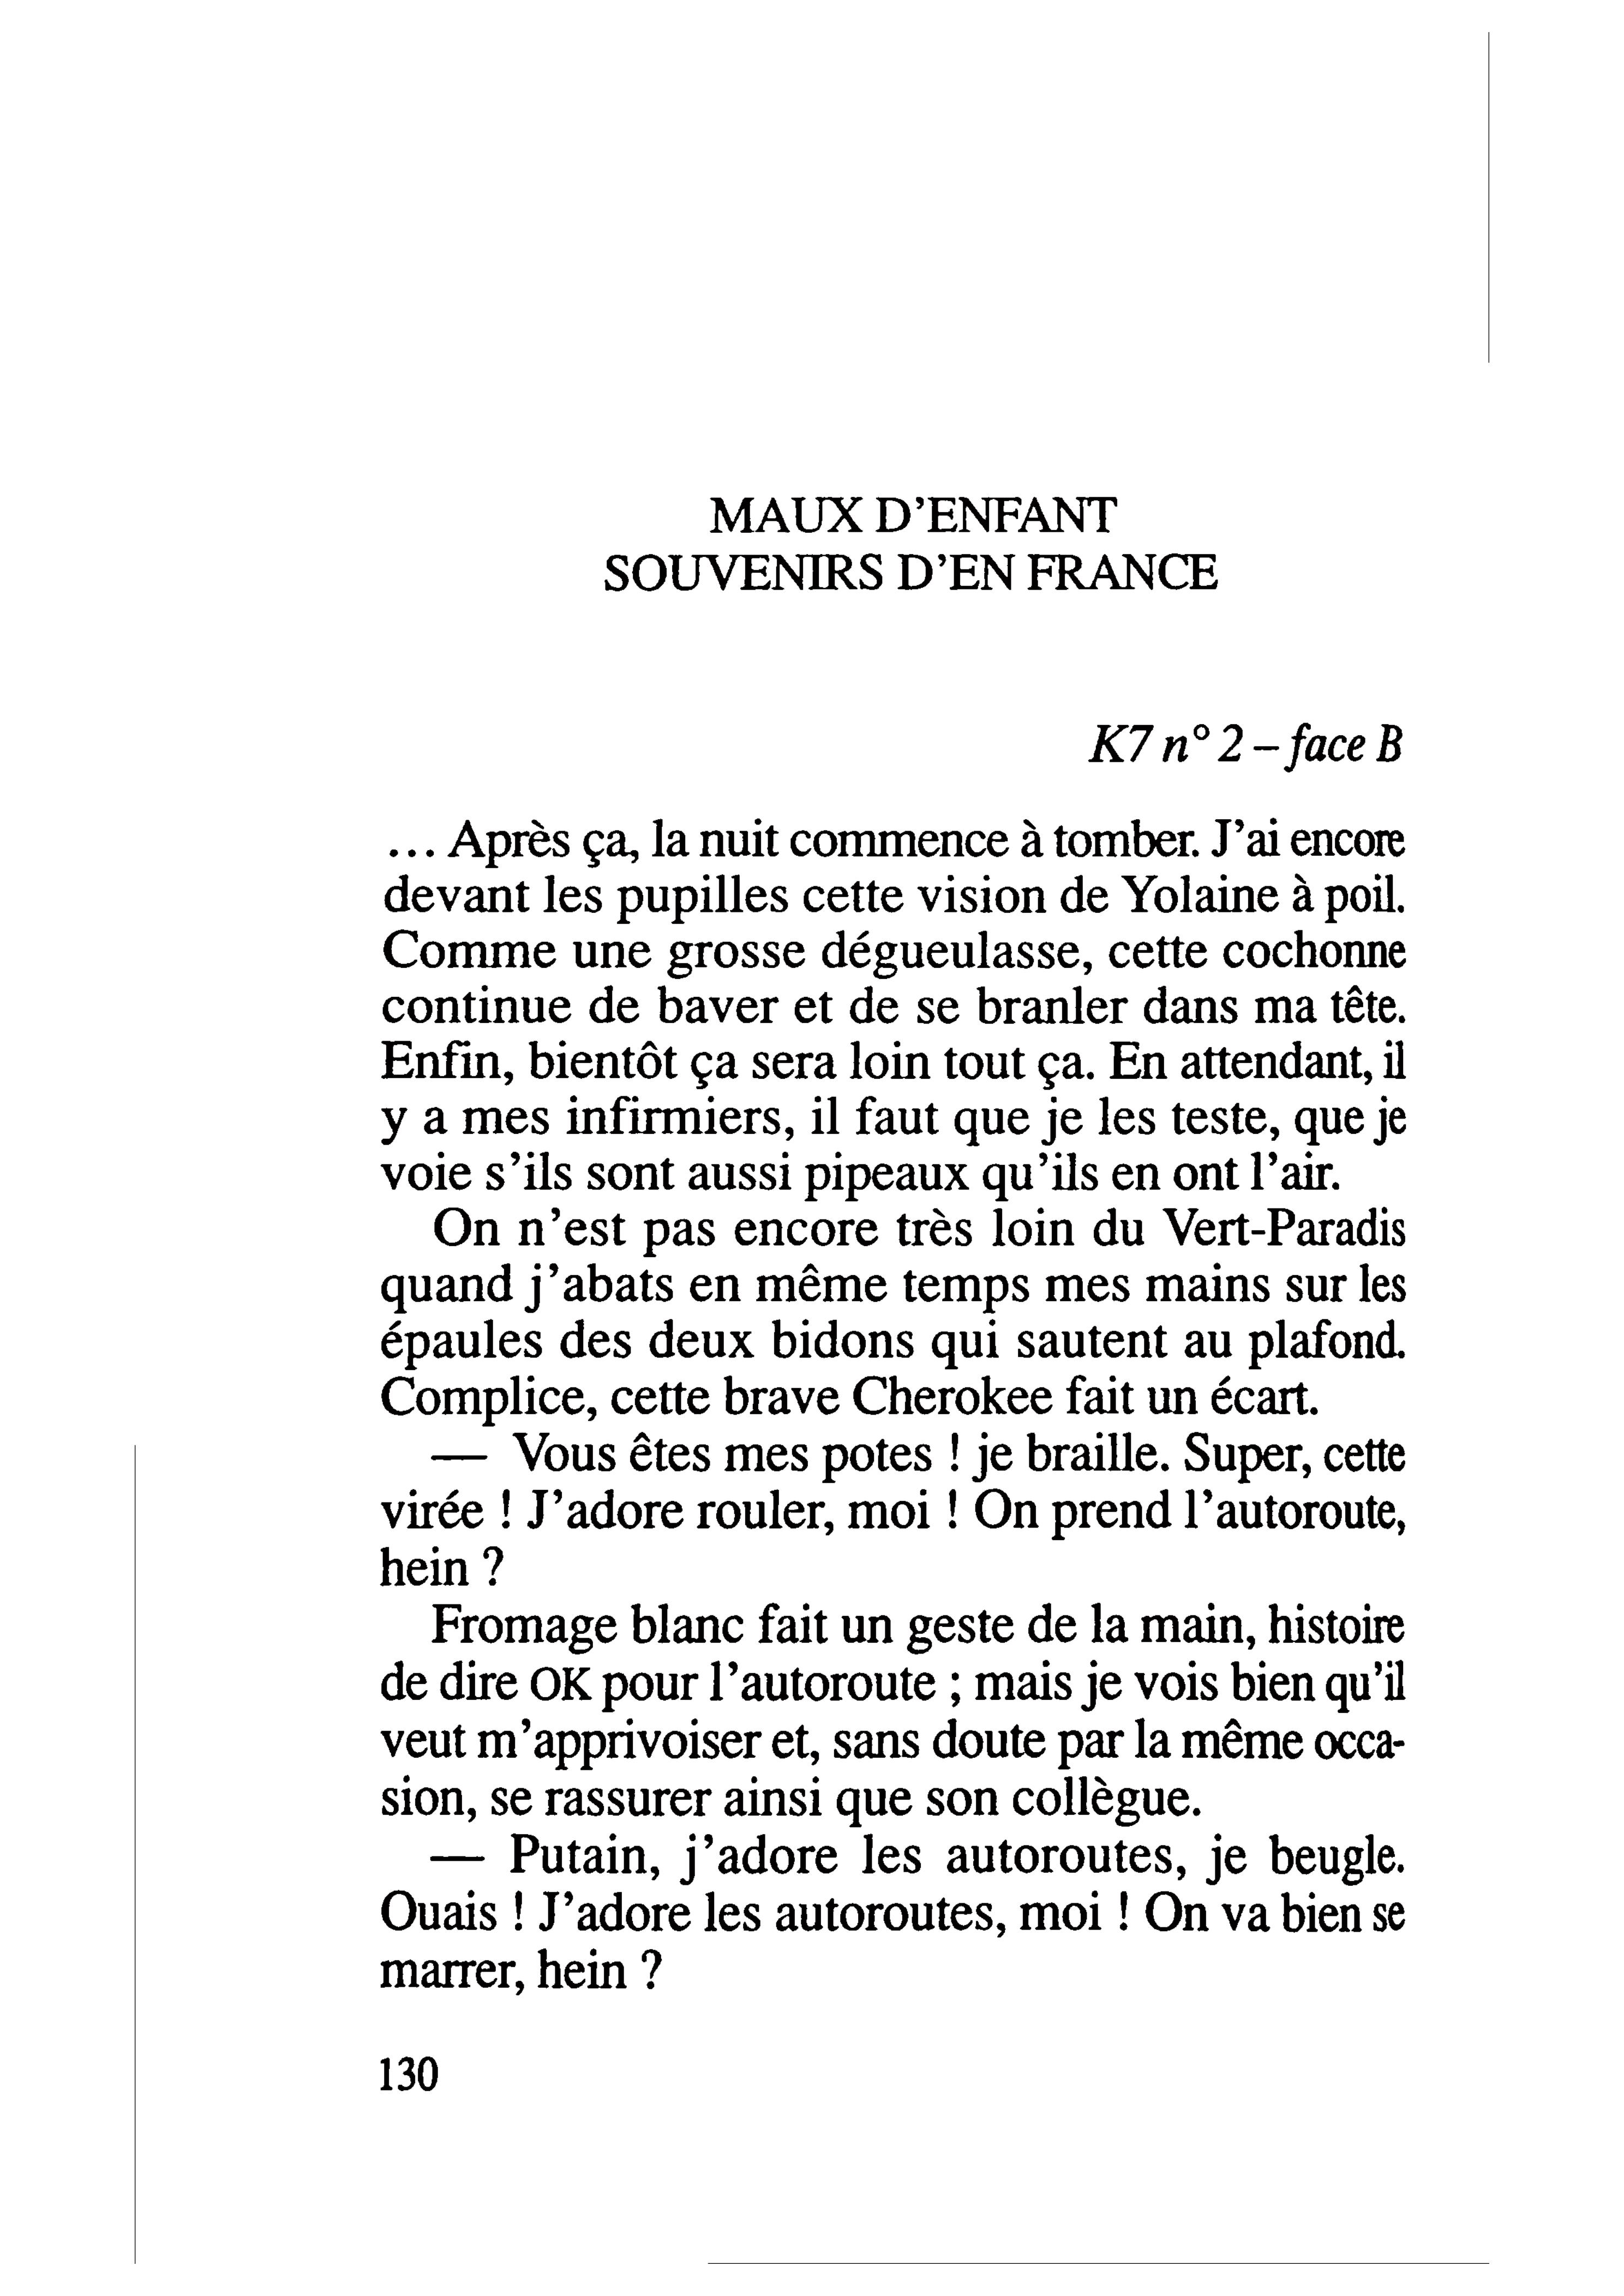 MAUX D'ENFANT
SOUVENIRS D'EN FRANCE
K7 n° 2 – face B
... Après ça, la nuit commence à tomber. J'ai encore
devant les pupilles cette vision de Yolaine à poil.
Comme une grosse dégueulasse, cette cochonne
continue de baver et de se branler dans ma tête.
Enfin, bientôt ça sera loin tout ça. En attendant, il
y a mes infirmiers, il faut que je les teste, que je
voie s'ils sont aussi pipeaux qu'ils en ont l'air.
On n'est pas encore très loin du Vert-Paradis
quand j'abats en même temps mes mains sur les
épaules des deux bidons qui sautent au plafond.
Complice, cette brave Cherokee fait un écart.
— Vous êtes mes potes ! je braille. Super, cette
virée ! J'adore rouler, moi ! On prend l'autoroute,
hein ?
Fromage blanc fait un geste de la main, histoire
de dire OK pour l'autoroute ; mais je vois bien qu'il
veut m'apprivoiser et, sans doute par la même occa-
sion, se rassurer ainsi que son collègue.
— Putain, j'adore les autoroutes, je beugle.
Ouais ! J'adore les autoroutes, moi ! On va bien se
marrer, hein ?
130